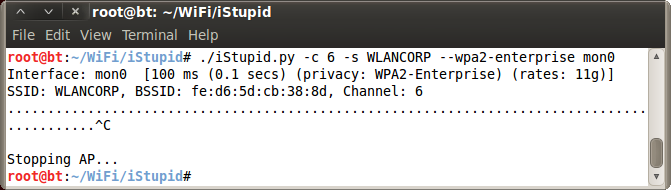 root@bt: ~/WiFi/iStupid
File Edit View Terminal Help
root@bt:~/WiFi/iStupid# ./iStupid.py -c 6 -s WLANCORP --wpa2-enterprise mon0
Interface: mon0  [100 ms (0.1 secs) (privacy: WPA2-Enterprise) (rates: 11g)]
SSID: WLANCORP, BSSID: fe:d6:5d:cb:38:8d, Channel: 6
................................................................................
...........^C
Stopping AP...
root@bt:~/WiFi/iStupid#